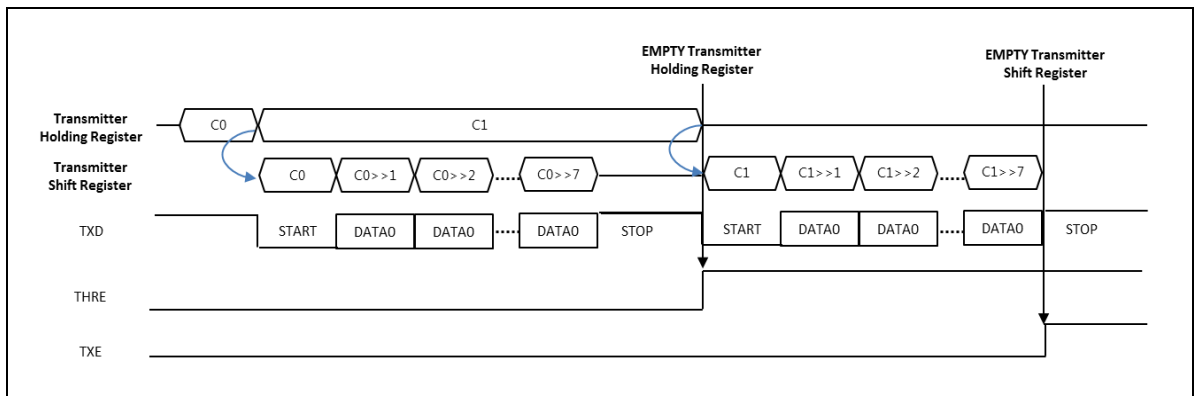 EMPTY Transmitter
Holding Register
EMPTY Transmitter
Shift Register
Transmitter
Holding Register
C0
C1
Transmitter
Shift Register
C0
C0>>1
C0>>2
.....
C0>>7
C1
C1>>1
C1>>2
.....
C1>>7
TXD
START
DATA0
DATA0
.....
DATA0
STOP
START
DATA0
DATA0
.....
DATA0
STOP
THRE
TXE